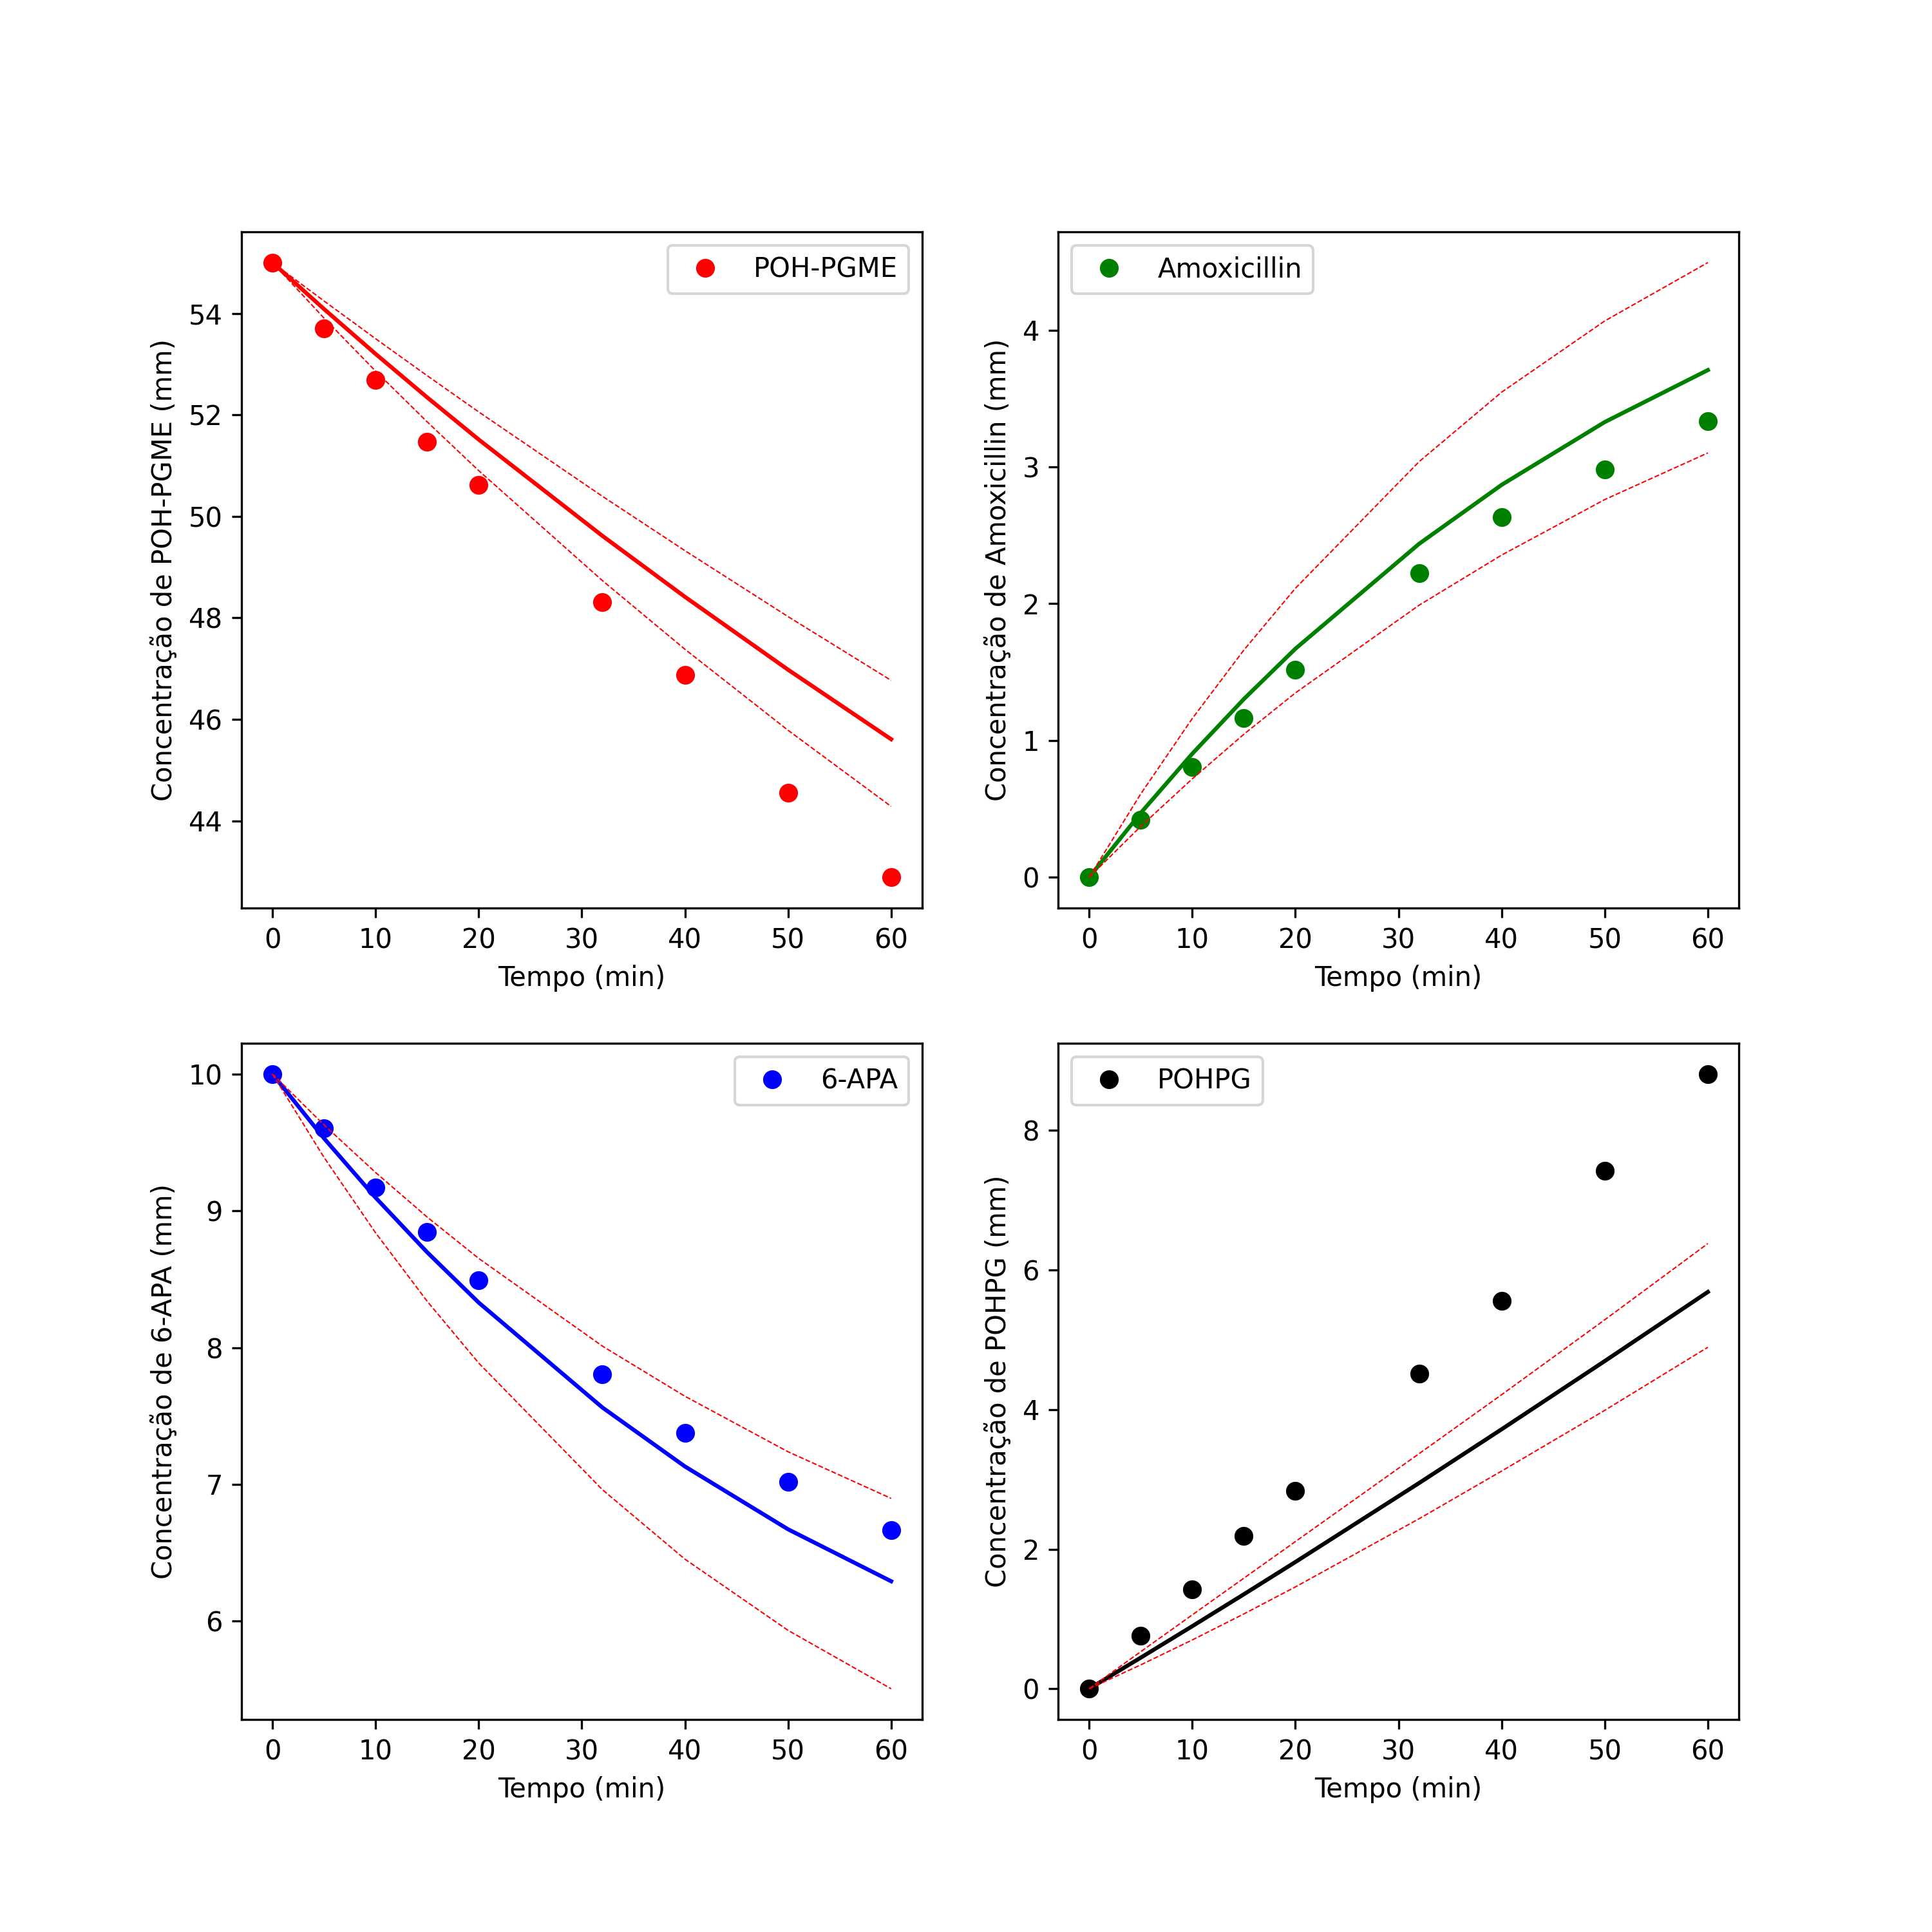 POH-PGME
Concentração de POH-PGME (mm)
54
52
50
48
46
44
0 10 20 30 40 50 60
Tempo (min)
Amoxicillin
Concentração de Amoxicillin (mm)
4
3
2
1
0
0 10 20 30 40 50 60
Tempo (min)
6-APA
Concentração de 6-APA (mm)
10
9
8
7
6
0 10 20 30 40 50 60
Tempo (min)
POHPG
Concentração de POHPG (mm)
8
6
4
2
0
0 10 20 30 40 50 60
Tempo (min)